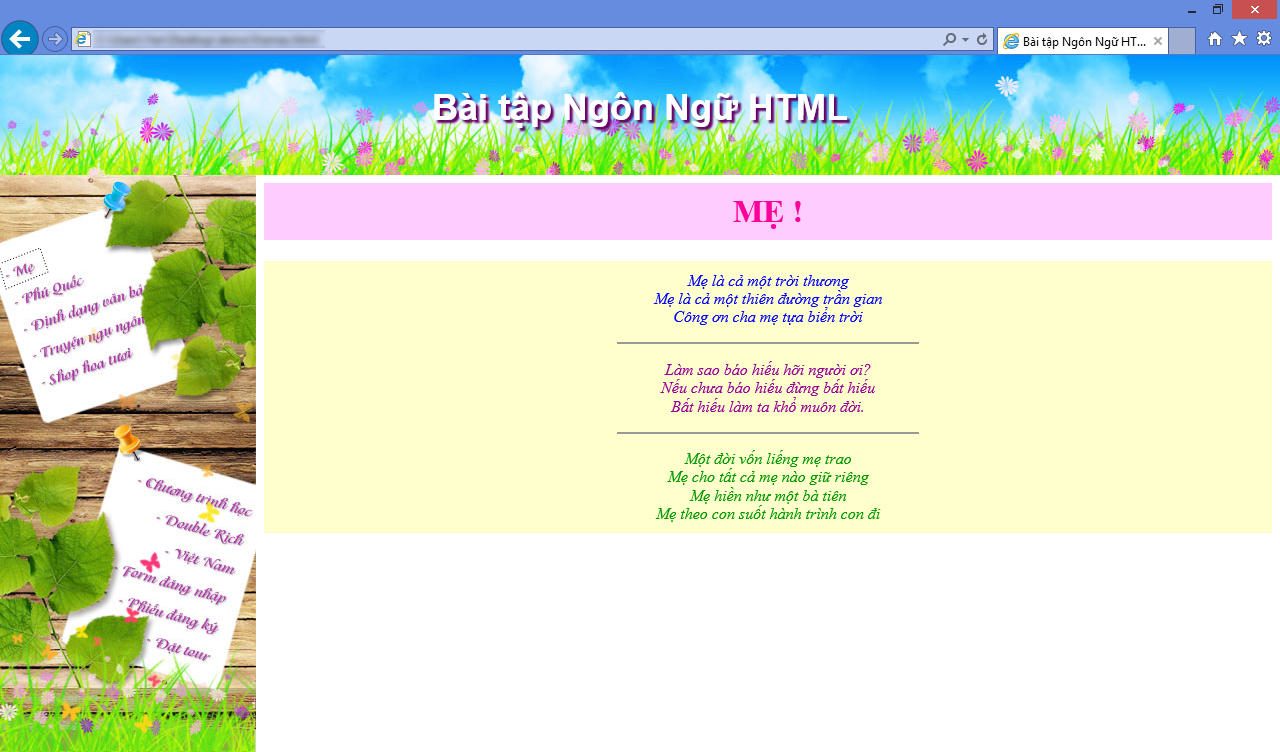 Bài tập Ngôn Ngữ HT...
Bài tập Ngôn Ngữ HTML
- Mẹ
- Phú Quốc
- Định dạng văn bả
- Truyện ngụ ngôn
- Shop hoa tươi
- Chương trình học
- Double Rich
- Việt Nam
- Form đăng nhập
- Phiếu đăng ký
- Đặt tour
MẸ !
Mẹ là cả một trời thương
Mẹ là cả một thiên đường trần gian
Công ơn cha mẹ tựa biển trời
Làm sao báo hiếu hỡi người ơi?
Nếu chưa báo hiếu đừng bất hiếu
Bất hiếu làm ta khổ muôn đời.
Một đời vốn liếng mẹ trao
Mẹ cho tất cả mẹ nào giữ riêng
Mẹ hiền như một bà tiên
Mẹ theo con suốt hành trình con đi